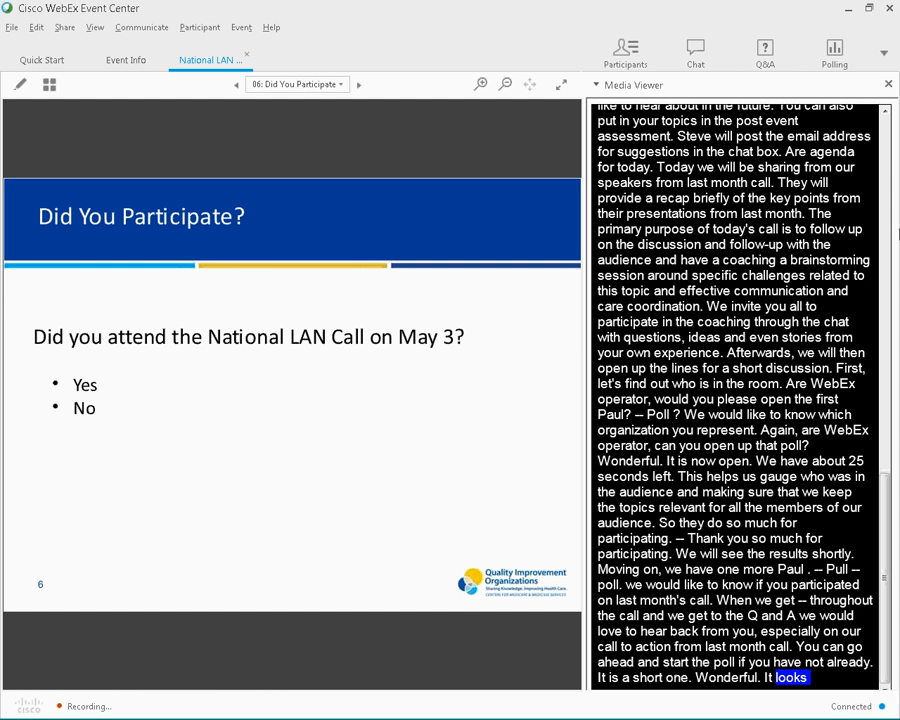 Cisco WebEx Event Center
File Edit Share View Communicate Participant Event Help
Quick Start Event Info National LAN ... Participants Chat Q&A Polling
06: Did You Participate
Media Viewer
Did You Participate?
Did you attend the National LAN Call on May 3?
• Yes
• No
6
Quality Improvement
Organizations
Sharing Knowledge. Improving Health Care.
CENTERS FOR MEDICARE & MEDICAID SERVICES
like to hear about in the future. You can also
put in your topics in the post event
assessment. Steve will post the email address
for suggestions in the chat box. Are agenda
for today. Today we will be sharing from our
speakers from last month call. They will
provide a recap briefly of the key points from
their presentations from last month. The
primary purpose of today's call is to follow up
on the discussion and follow-up with the
audience and have a coaching a brainstorming
session around specific challenges related to
this topic and effective communication and
care coordination. We invite you all to
participate in the coaching through the chat
with questions, ideas and even stories from
your own experience. Afterwards, we will then
open up the lines for a short discussion. First,
let's find out who is in the room. Are WebEx
operator, would you please open the first
Paul? -- Poll ? We would like to know which
organization you represent. Again, are WebEx
operator, can you open up that poll?
Wonderful. It is now open. We have about 25
seconds left. This helps us gauge who was in
the audience and making sure that we keep
the topics relevant for all the members of our
audience. So they do so much for
participating. -- Thank you so much for
participating. We will see the results shortly.
Moving on, we have one more Paul . -- Pull --
poll. we would like to know if you participated
on last month's call. When we get -- throughout
the call and we get to the Q and A we would
love to hear back from you, especially on our
call to action from last month call. You can go
ahead and start the poll if you have not already.
It is a short one. Wonderful. It looks
CISCO Recording... Connected